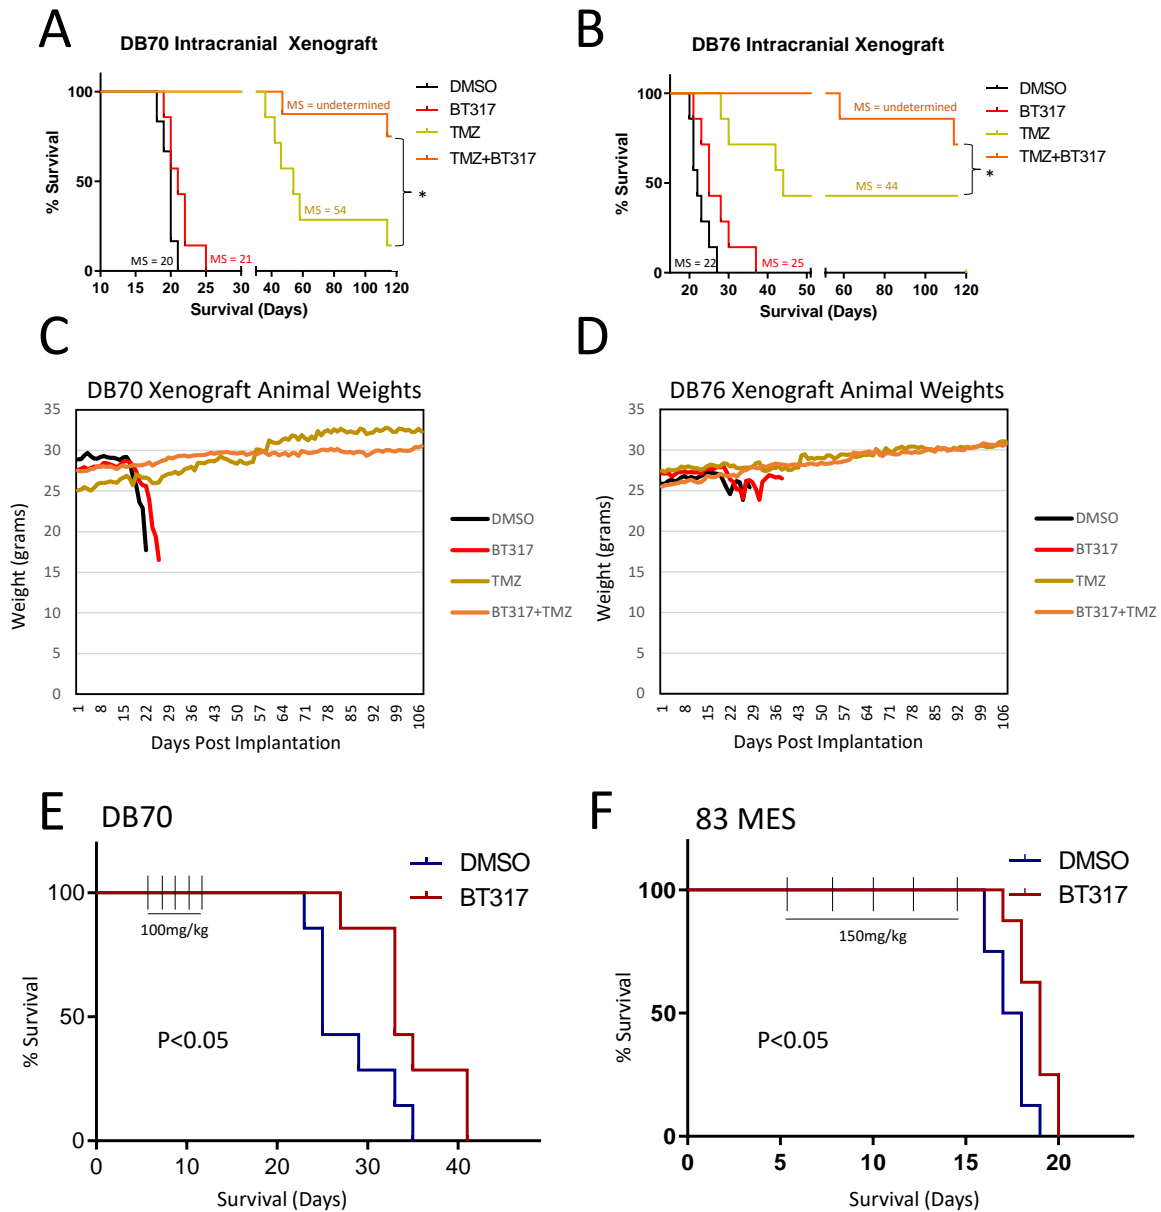 A
DB70 Intracranial Xenograft
% Survival
100
50
0
10 15 20 25 30 40 60 80 100 120
Survival (Days)
MS = 20
MS = 21
MS = 54
MS = undetermined
*
DMSO
BT317
TMZ
TMZ+BT317
B
DB76 Intracranial Xenograft
% Survival
100
50
0
20 30 40 50 60 80 100 120
Survival (Days)
MS = 22
MS = 25
MS = 44
MS = undetermined
*
DMSO
BT317
TMZ
TMZ+BT317
C
DB70 Xenograft Animal Weights
Weight (grams)
35
30
25
20
15
10
5
0
1 8 15 22 29 36 43 50 57 64 71 78 85 92 99 106
Days Post Implantation
DMSO
BT317
TMZ
BT317+TMZ
D
DB76 Xenograft Animal Weights
Weight (grams)
35
30
25
20
15
10
5
0
1 8 15 22 29 36 43 50 57 64 71 78 85 92 99 106
Days Post Implantation
DMSO
BT317
TMZ
BT317+TMZ
E
DB70
% Survival
100
50
0
0 10 20 30 40
Survival (Days)
100mg/kg
P<0.05
DMSO
BT317
F
83 MES
% Survival
100
50
0
0 5 10 15 20
Survival (Days)
150mg/kg
P<0.05
DMSO
BT317